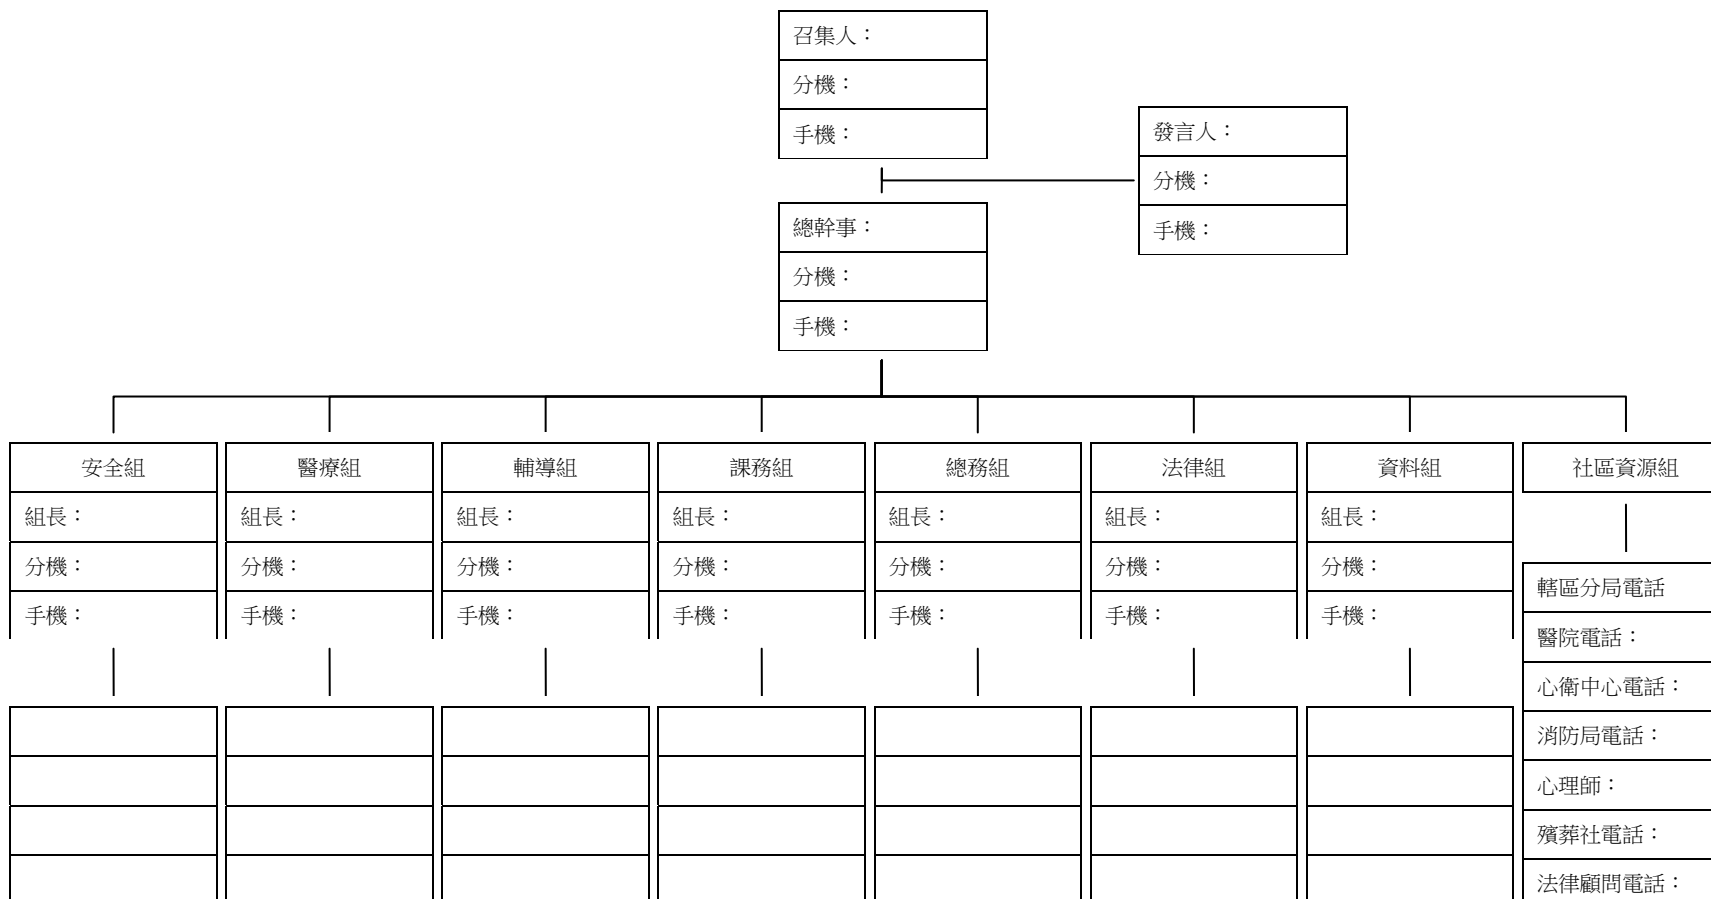 召集人：
分機：
手機：
發言人：
分機：
手機：
總幹事：
分機：
手機：
安全組
組長：
分機：
手機：
醫療組
組長：
分機：
手機：
輔導組
組長：
分機：
手機：
課務組
組長：
分機：
手機：
總務組
組長：
分機：
手機：
法律組
組長：
分機：
手機：
資料組
組長：
分機：
手機：
社區資源組
轄區分局電話
醫院電話：
心衛中心電話：
消防局電話：
心理師：
殯葬社電話：
法律顧問電話：